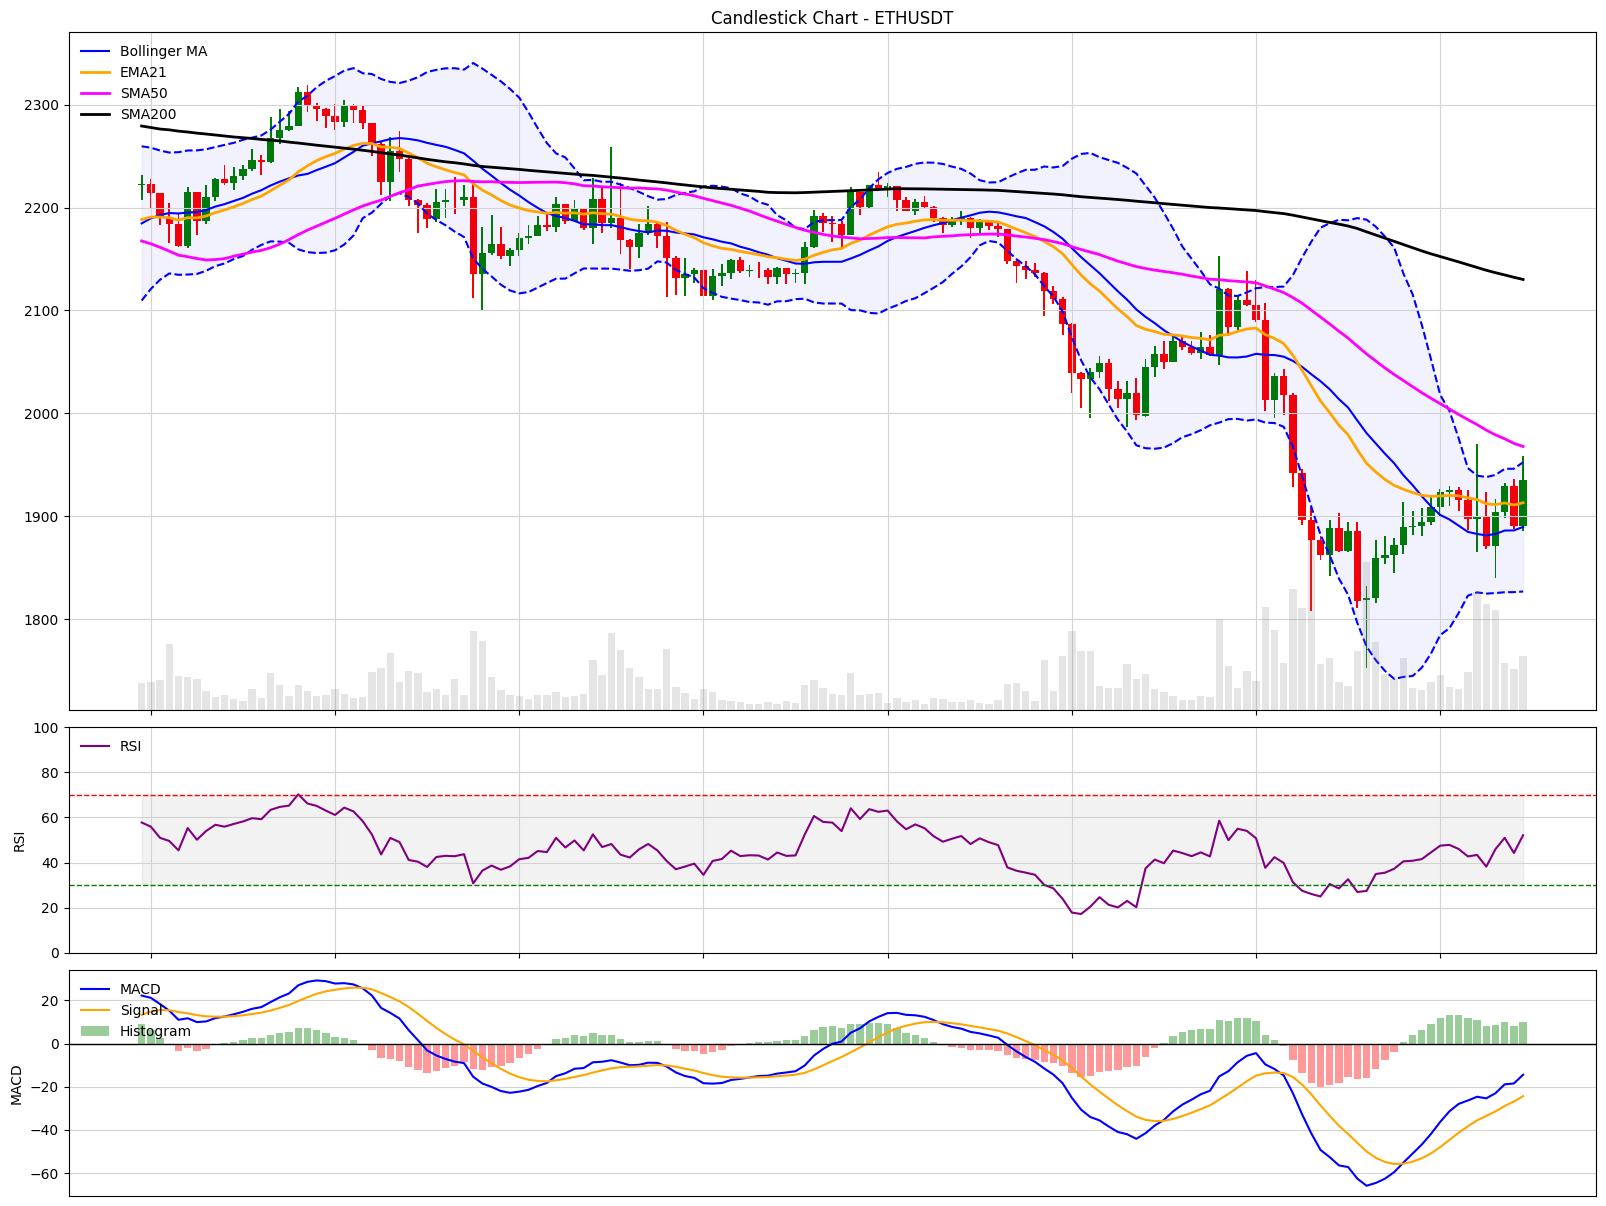 Candlestick Chart - ETHUSDT
Bollinger MA
EMA21
SMA50
SMA200
2300
2200
2100
2000
1900
1800
RSI
100
80
60
40
20
0
RSI
MACD
Signal
Histogram
20
0
−20
−40
−60
MACD